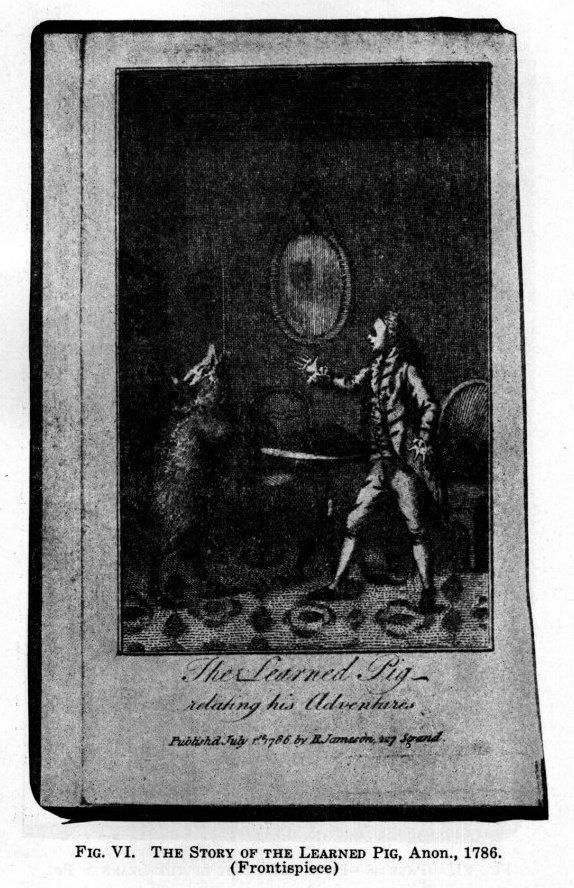 The Learned Pig
relating his Adventures
Publishd July 1st 1786 by R. Jameson, 227 Strand.
FIG. VI. THE STORY OF THE LEARNED PIG, Anon., 1786.
(Frontispiece)